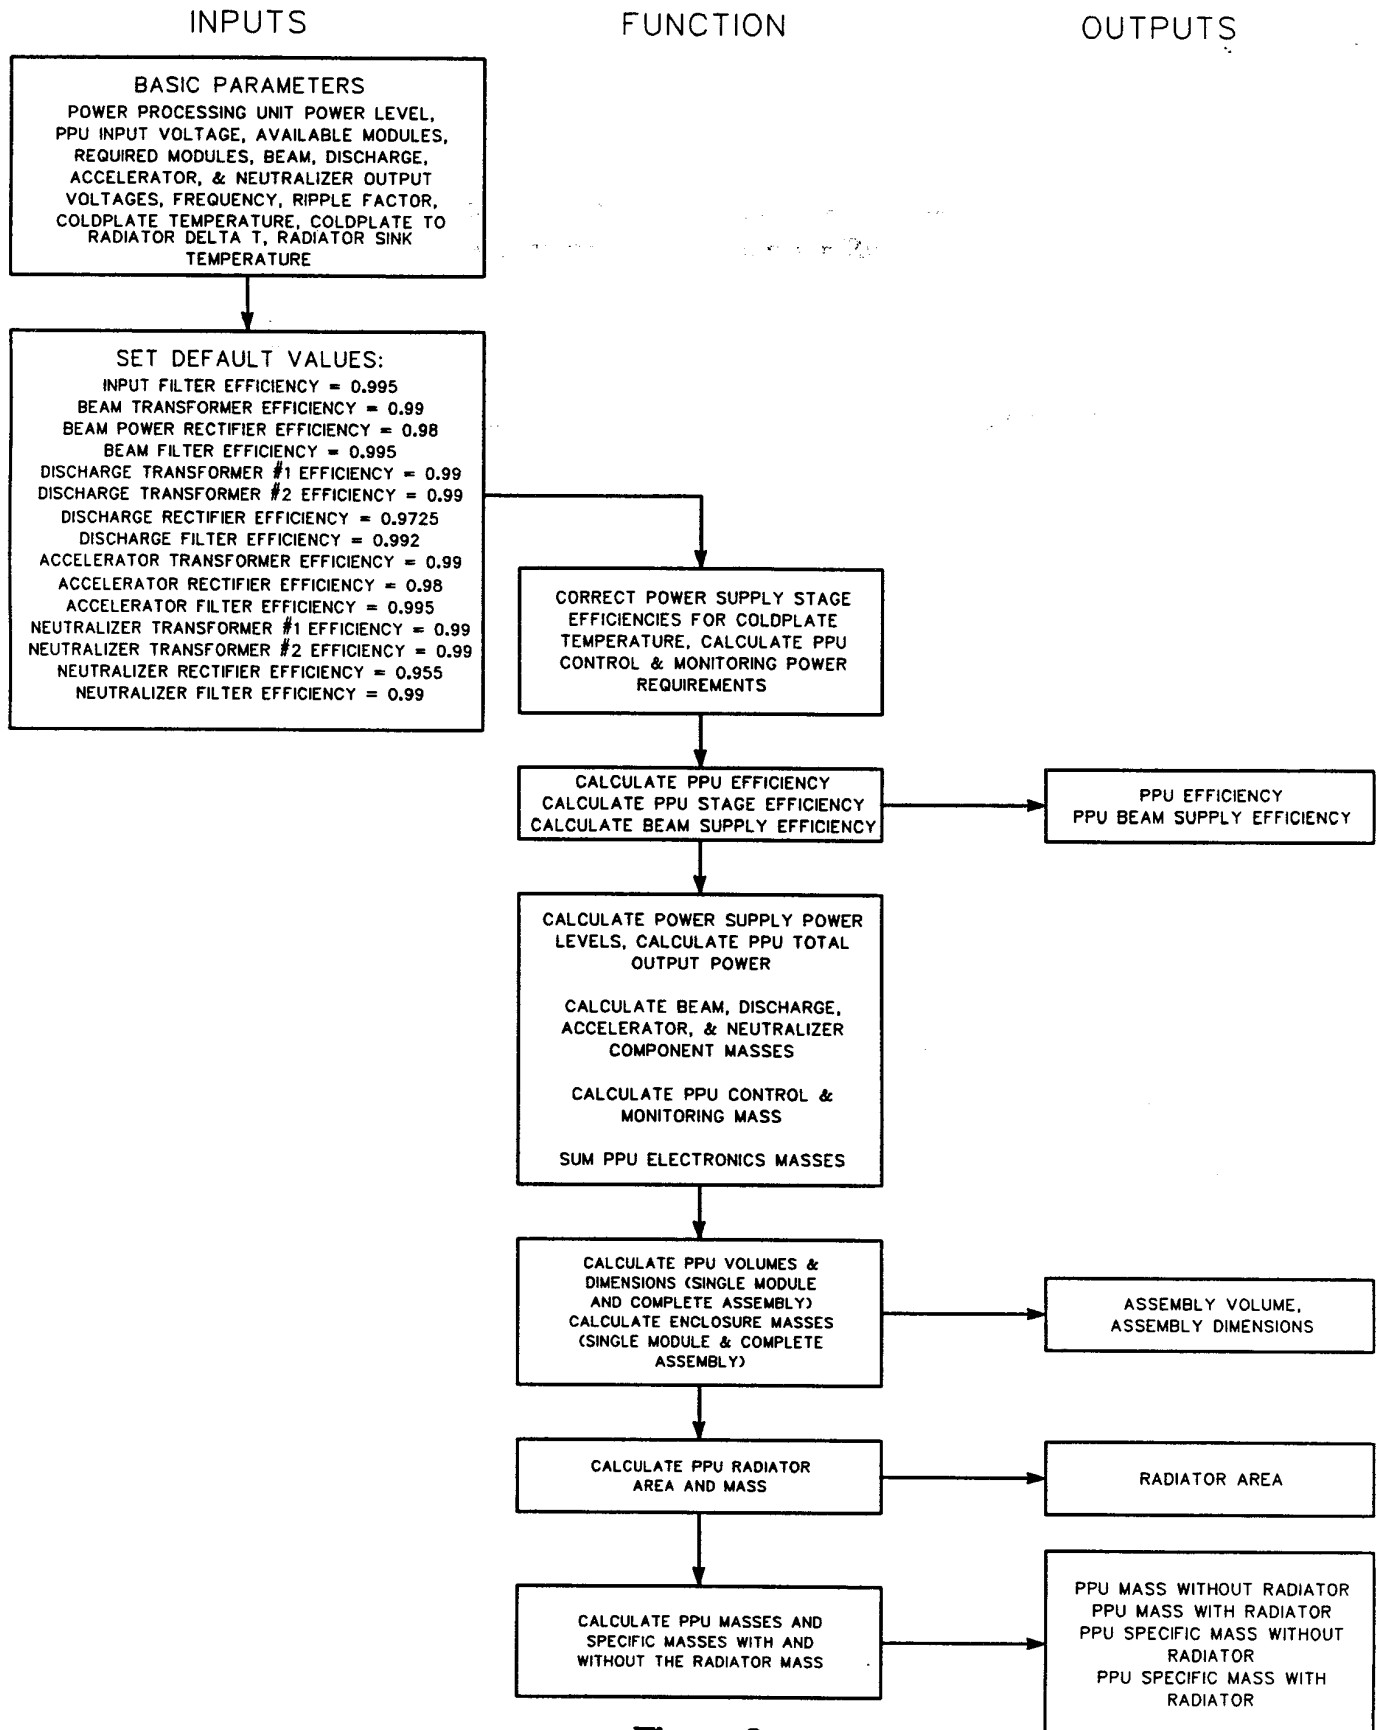 INPUTS
FUNCTION
OUTPUTS
BASIC PARAMETERS
POWER PROCESSING UNIT POWER LEVEL,
PPU INPUT VOLTAGE, AVAILABLE MODULES,
REQUIRED MODULES, BEAM, DISCHARGE,
ACCELERATOR, & NEUTRALIZER OUTPUT
VOLTAGES, FREQUENCY, RIPPLE FACTOR,
COLDPLATE TEMPERATURE, COLDPLATE TO
RADIATOR DELTA T, RADIATOR SINK
TEMPERATURE
SET DEFAULT VALUES:
INPUT FILTER EFFICIENCY = 0.995
BEAM TRANSFORMER EFFICIENCY = 0.99
BEAM POWER RECTIFIER EFFICIENCY = 0.98
BEAM FILTER EFFICIENCY = 0.995
DISCHARGE TRANSFORMER #1 EFFICIENCY = 0.99
DISCHARGE TRANSFORMER #2 EFFICIENCY = 0.99
DISCHARGE RECTIFIER EFFICIENCY = 0.9725
DISCHARGE FILTER EFFICIENCY = 0.992
ACCELERATOR TRANSFORMER EFFICIENCY = 0.99
ACCELERATOR RECTIFIER EFFICIENCY = 0.98
ACCELERATOR FILTER EFFICIENCY = 0.995
NEUTRALIZER TRANSFORMER #1 EFFICIENCY = 0.99
NEUTRALIZER TRANSFORMER #2 EFFICIENCY = 0.99
NEUTRALIZER RECTIFIER EFFICIENCY = 0.955
NEUTRALIZER FILTER EFFICIENCY = 0.99
CORRECT POWER SUPPLY STAGE
EFFICIENCIES FOR COLDPLATE
TEMPERATURE, CALCULATE PPU
CONTROL & MONITORING POWER
REQUIREMENTS
CALCULATE PPU EFFICIENCY
CALCULATE PPU STAGE EFFICIENCY
CALCULATE BEAM SUPPLY EFFICIENCY
PPU EFFICIENCY
PPU BEAM SUPPLY EFFICIENCY
CALCULATE POWER SUPPLY POWER
LEVELS, CALCULATE PPU TOTAL
OUTPUT POWER
CALCULATE BEAM, DISCHARGE,
ACCELERATOR, & NEUTRALIZER
COMPONENT MASSES
CALCULATE PPU CONTROL &
MONITORING MASS
SUM PPU ELECTRONICS MASSES
CALCULATE PPU VOLUMES &
DIMENSIONS (SINGLE MODULE
AND COMPLETE ASSEMBLY)
CALCULATE ENCLOSURE MASSES
(SINGLE MODULE & COMPLETE
ASSEMBLY)
ASSEMBLY VOLUME,
ASSEMBLY DIMENSIONS
CALCULATE PPU RADIATOR
AREA AND MASS
RADIATOR AREA
CALCULATE PPU MASSES AND
SPECIFIC MASSES WITH AND
WITHOUT THE RADIATOR MASS
PPU MASS WITHOUT RADIATOR
PPU MASS WITH RADIATOR
PPU SPECIFIC MASS WITHOUT
RADIATOR
PPU SPECIFIC MASS WITH
RADIATOR